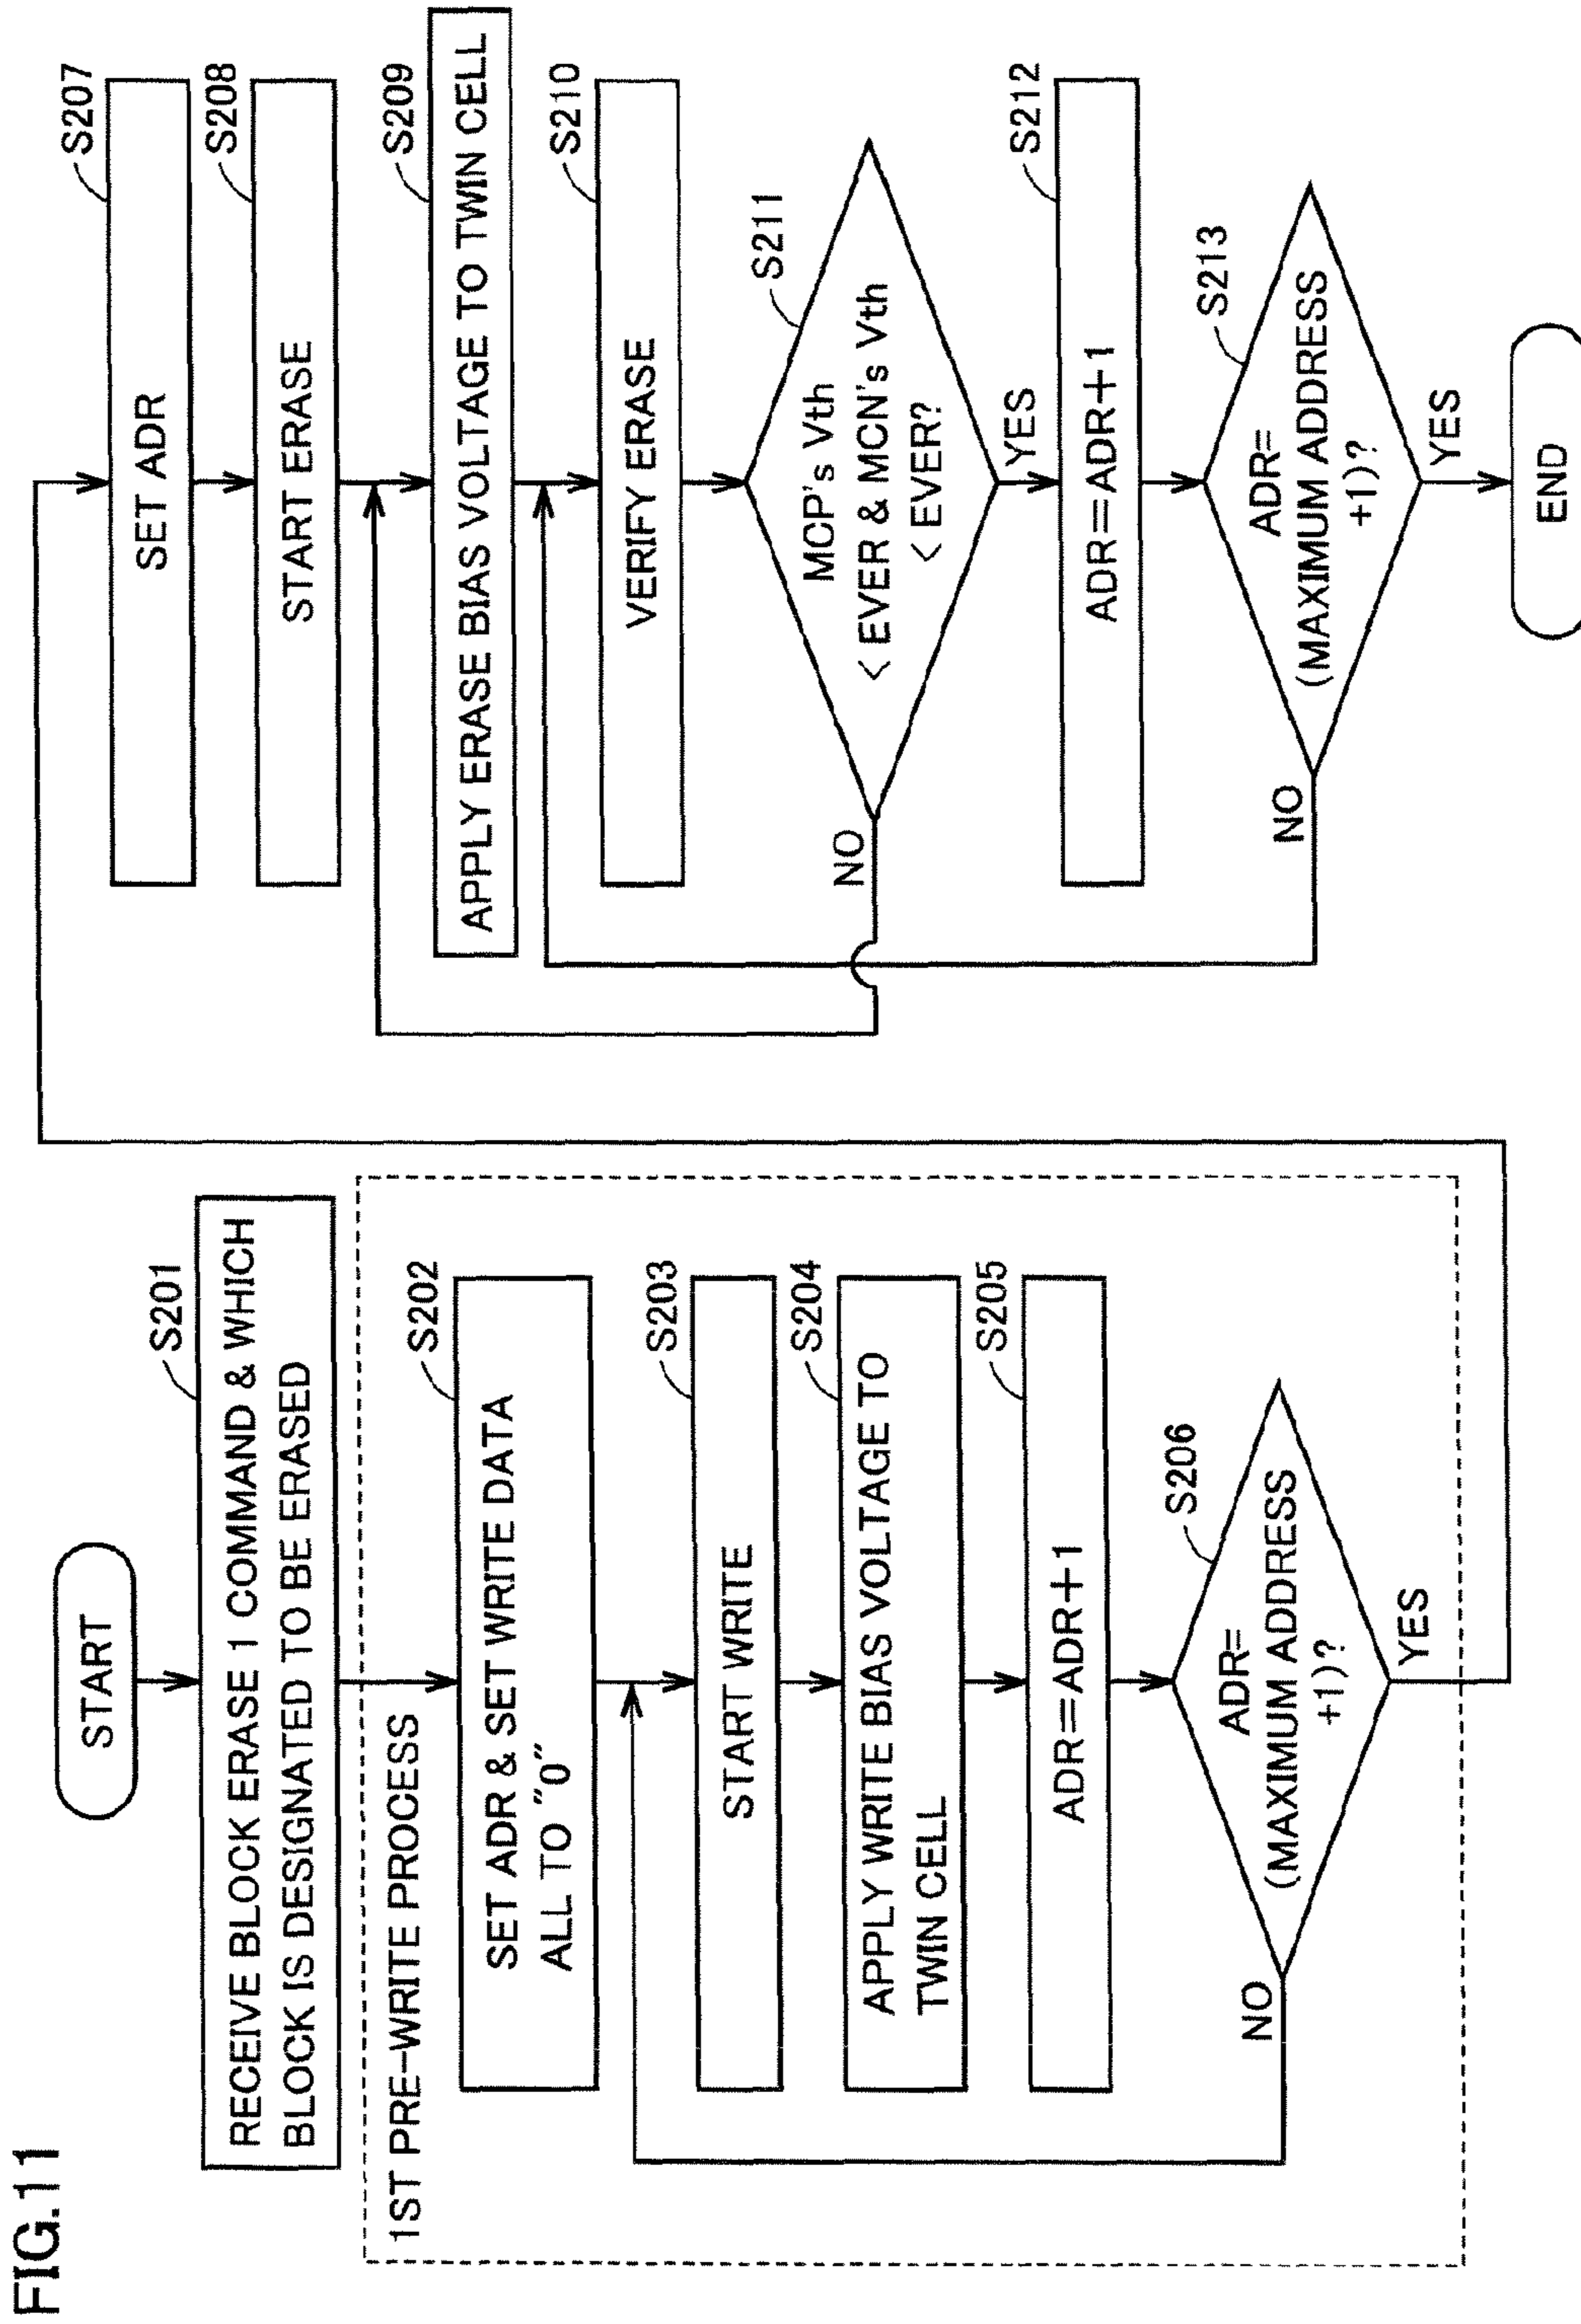 FIG.11
START
S201
RECEIVE BLOCK ERASE 1 COMMAND & WHICH
BLOCK IS DESIGNATED TO BE ERASED
1ST PRE-WRITE PROCESS
S202
SET ADR & SET WRITE DATA
ALL TO "0"
S203
START WRITE
S204
APPLY WRITE BIAS VOLTAGE TO
TWIN CELL
S205
ADR=ADR+1
S206
ADR=
(MAXIMUM ADDRESS
+1)?
NO
YES
S207
SET ADR
S208
START ERASE
S209
APPLY ERASE BIAS VOLTAGE TO TWIN CELL
S210
VERIFY ERASE
S211
MCP's Vth
<EVER & MCN's Vth
<EVER?
NO
YES
S212
ADR=ADR+1
S213
ADR=
(MAXIMUM ADDRESS
+1)?
NO
YES
END